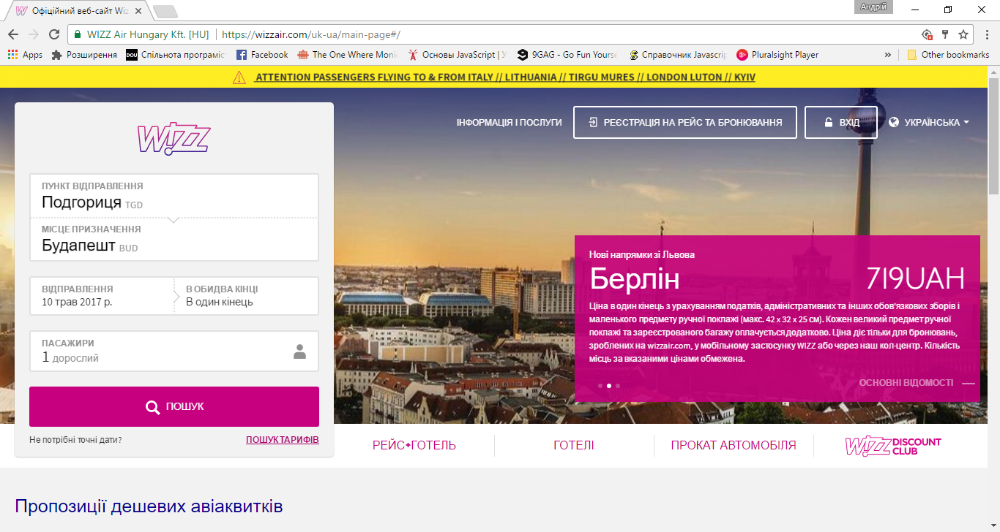 Офіційний веб-сайт Wiz
Андрій
WIZZ Air Hungary Kft. [HU]
https://wizzair.com/uk-ua/main-page#/
Apps
Розширення
DOU
Спільнота програміс
Facebook
The One Where Moni
Основы JavaScript |
9GAG - Go Fun Yourse
Справочник Javascrip
Pluralsight Player
»
Other bookmarks
ATTENTION PASSENGERS FLYING TO & FROM ITALY // LITHUANIA // TIRGU MURES // LONDON LUTON // KYIV
ІНФОРМАЦІЯ І ПОСЛУГИ
РЕЄСТРАЦІЯ НА РЕЙС ТА БРОНЮВАННЯ
ВХІД
УКРАЇНСЬКА
WIZZ
ПУНКТ ВІДПРАВЛЕННЯ
Подгориця TGD
МІСЦЕ ПРИЗНАЧЕННЯ
Будапешт BUD
ВІДПРАВЛЕННЯ
10 трав 2017 р.
В ОБИДВА КІНЦІ
В один кінець
ПАСАЖИРИ
1 дорослий
ПОШУК
Не потрібні точні дати?
ПОШУК ТАРИФІВ
Нові напрямки зі Львова
Берлін 719UAH
Ціна в один кінець з урахуванням податків, адміністративних та інших обов'язкових зборів і
маленького предмету ручної поклажі (макс. 42 x 32 x 25 см). Кожен великий предмет ручної
поклажі та зареєстрованого багажу оплачується додатково. Ціна діє тільки для бронювань,
зроблених на wizzair.com, у мобільному застосунку WIZZ або через наш кол-центр. Кількість
місць за вказаними цінами обмежена.
ОСНОВНІ ВІДОМОСТІ
РЕЙС+ГОТЕЛЬ
ГОТЕЛІ
ПРОКАТ АВТОМОБІЛЯ
WIZZ DISCOUNT
CLUB
Пропозиції дешевих авіаквитків